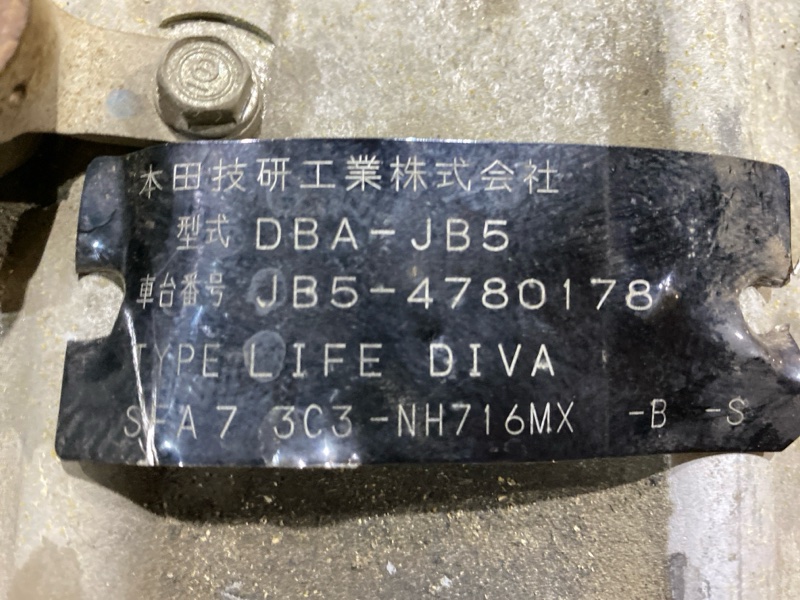 本田技研工業株式会社
型式 DBA-JB5
車台番号 JB5-4780178
TYPE LIFE DIVA
S-A7 3C3-NH716MX -B -S